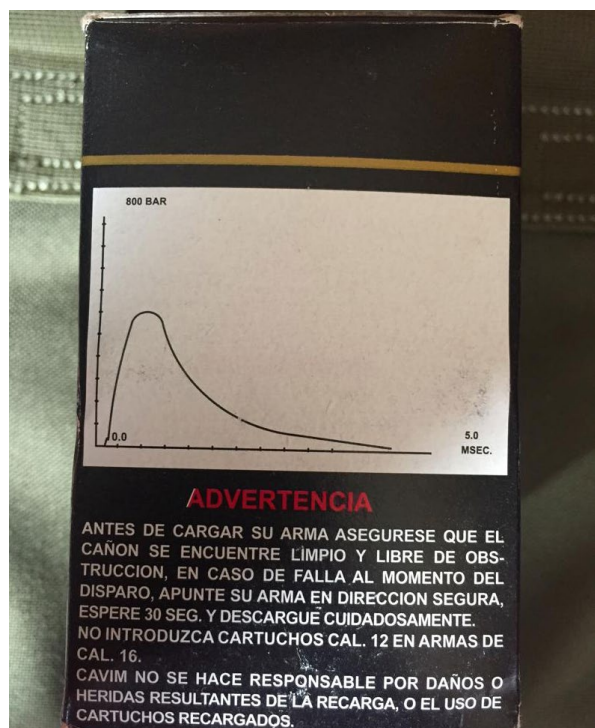 800 BAR
0.0
5.0
MSEC.
ADVERTENCIA
ANTES DE CARGAR SU ARMA ASEGURESE QUE EL
CAÑON SE ENCUENTRE LIMPIO Y LIBRE DE OBS-
TRUCCION, EN CASO DE FALLA AL MOMENTO DEL
DISPARO, APUNTE SU ARMA EN DIRECCION SEGURA,
ESPERE 30 SEG. Y DESCARGUE CUIDADOSAMENTE.
NO INTRODUZCA CARTUCHOS CAL. 12 EN ARMAS DE
CAL. 16.
CAVIM NO SE HACE RESPONSABLE POR DAÑOS O
HERIDAS RESULTANTES DE LA RECARGA, O EL USO DE
CARTUCHOS RECARGADOS.